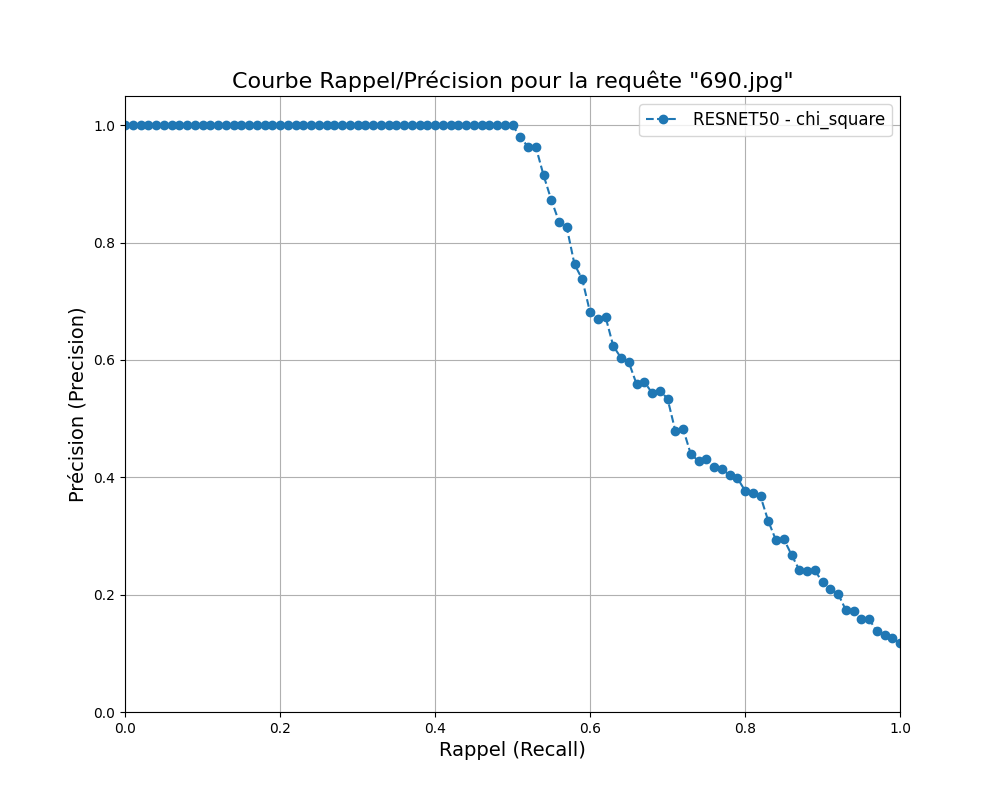 Courbe Rappel/Précision pour la requête "690.jpg"
RESNET50 - chi_square
1.0
0.8
0.6
0.4
0.2
0.0
Précision (Precision)
0.0 0.2 0.4 0.6 0.8 1.0
Rappel (Recall)